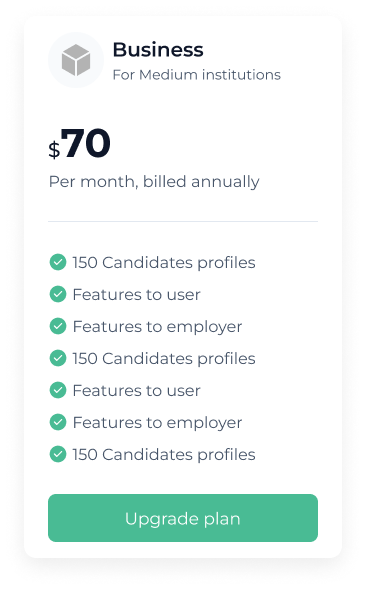 Business
For Medium institutions
$70
Per month, billed annually
150 Candidates profiles
Features to user
Features to employer
150 Candidates profiles
Features to user
Features to employer
150 Candidates profiles
Upgrade plan